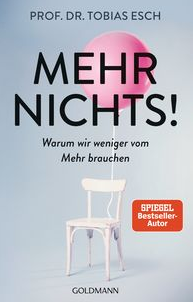 PROF. DR. TOBIAS ESCH
MEHR
NICHTS!
Warum wir weniger vom
Mehr brauchen
SPIEGEL
Bestseller-
Autor
GOLDMANN